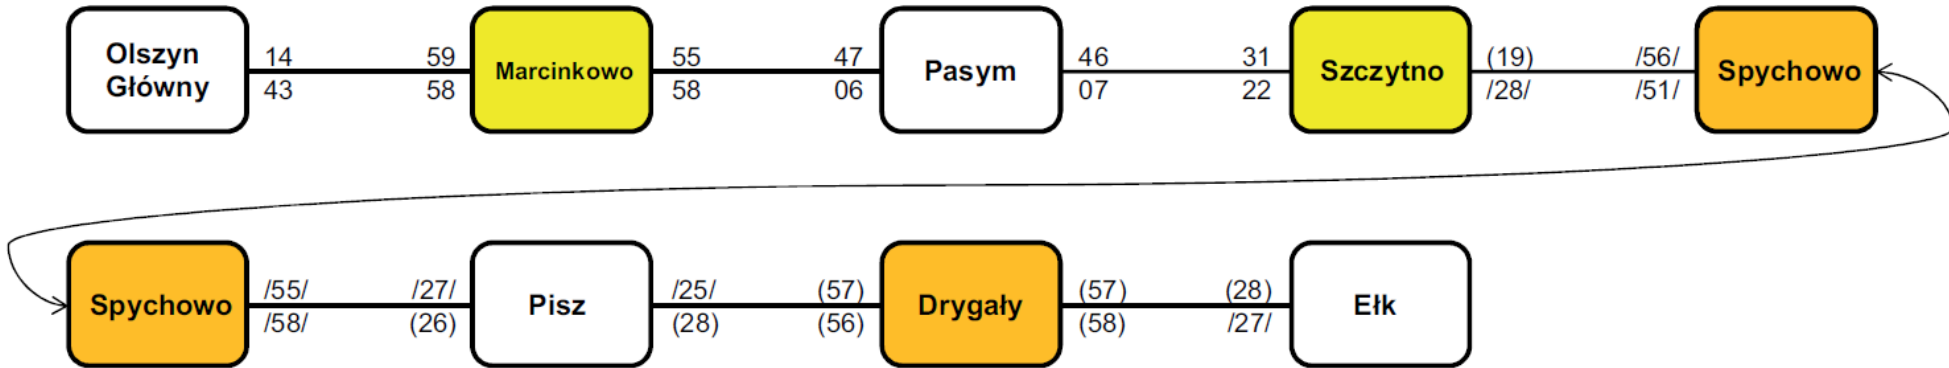 Olszyn
Główny
14
43
59
58
Marcinkowo
55
58
47
06
Pasym
46
07
31
22
Szczytno
(19)
/28/
/56/
/51/
Spychowo
Spychowo
/55/
/58/
/27/
(26)
Pisz
/25/
(28)
(57)
(56)
Drygały
(57)
(58)
(28)
/27/
Ełk